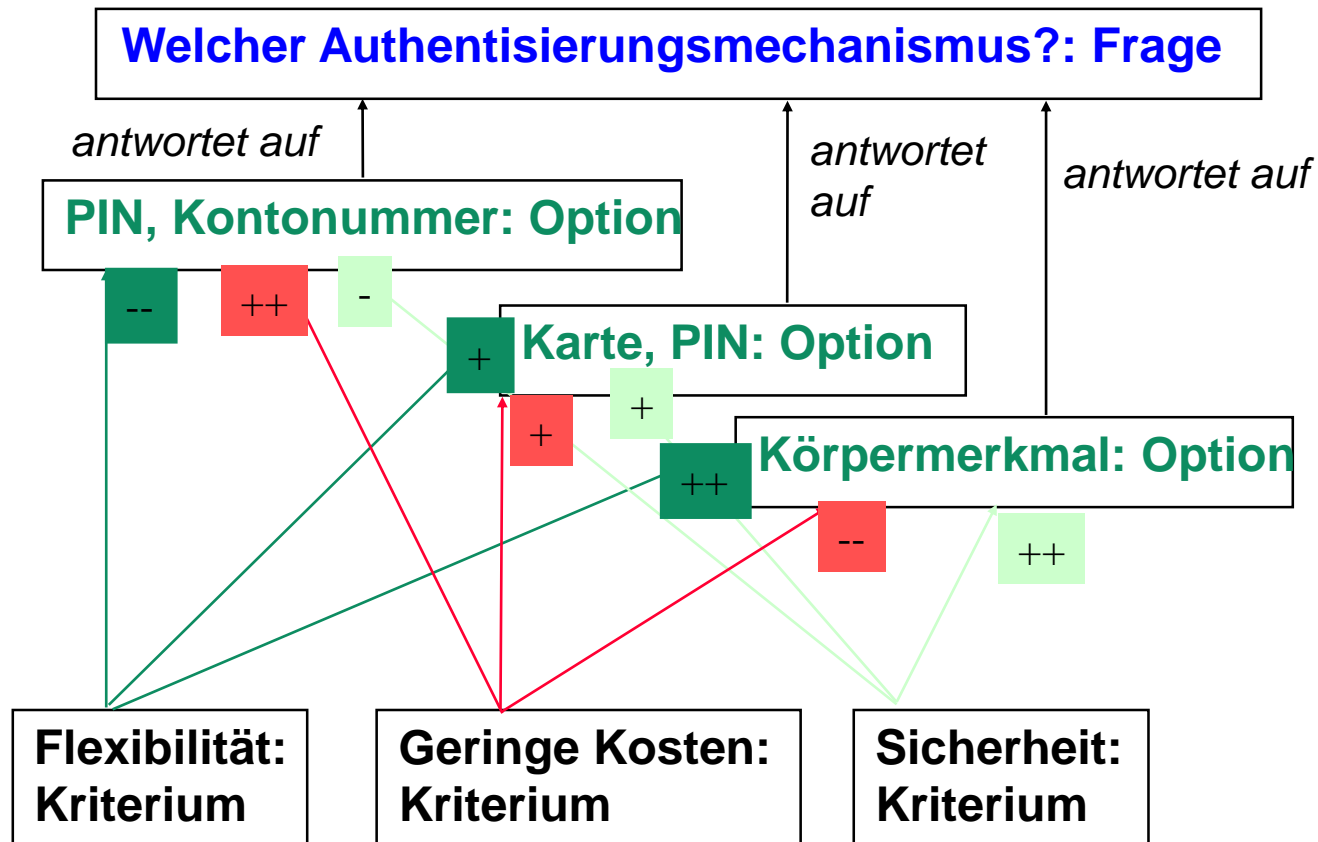 Welcher Authentisierungsmechanismus?: Frage
antwortet auf
antwortet
auf
antwortet auf
PIN, Kontonummer: Option
--
++
-
+
Karte, PIN: Option
+
+
++
Körpermerkmal: Option
--
++
Flexibilität:
Kriterium
Geringe Kosten:
Kriterium
Sicherheit:
Kriterium